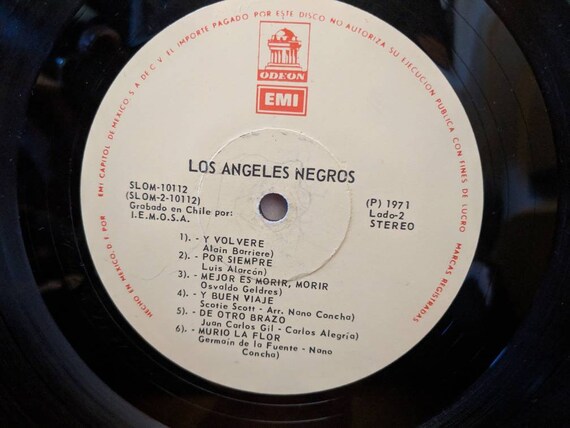 HECHO EN MEXICO, D.F. POR EMI CAPITOL DE MEXICO, S.A. DE C.V. EL IMPORTE PAGADO POR ESTE DISCO NO AUTORIZA SU EJECUCION PUBLICA CON FINES DE LUCRO MARCAS REGISTRADAS
ODEON
EMI
LOS ANGELES NEGROS
SLOM-10112
(SLOM-2-10112)
Grabado en Chile por:
I.E.M.O.S.A.
(P) 1971
Lado-2
STEREO
1). - Y VOLVERE
Alain Barriere)
2). - POR SIEMPRE
Luis Alarcón)
3). - MEJOR ES MORIR, MORIR
Osvaldo Geldres)
4). - Y BUEN VIAJE
Scotie Scott - Arr. Nano Concha)
5). - DE OTRO BRAZO
Juan Carlos Gil - Carlos Alegría)
6). - MURIO LA FLOR
Germaín de la Fuente - Nano
Concha)